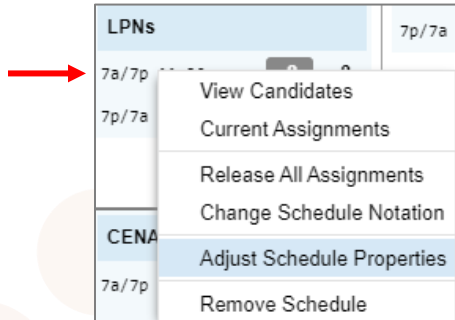 LPNs
7p/7a
7a/7p
View Candidates
7p/7a
Current Assignments
Release All Assignments
Change Schedule Notation
CENA
Adjust Schedule Properties
7a/7p
Remove Schedule